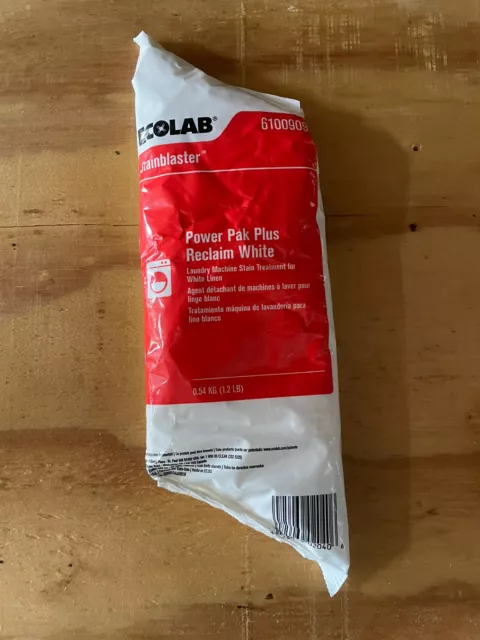 ECOLAB®
6100909
Stainblaster™
Power Pak Plus
Reclaim White
Laundry Machine Stain Treatment for
White Linen
Agent détachant de machines à laver pour
linge blanc
Tratamiento máquina de lavandería para
lino blanco
0.54 KG (1.2 LB)